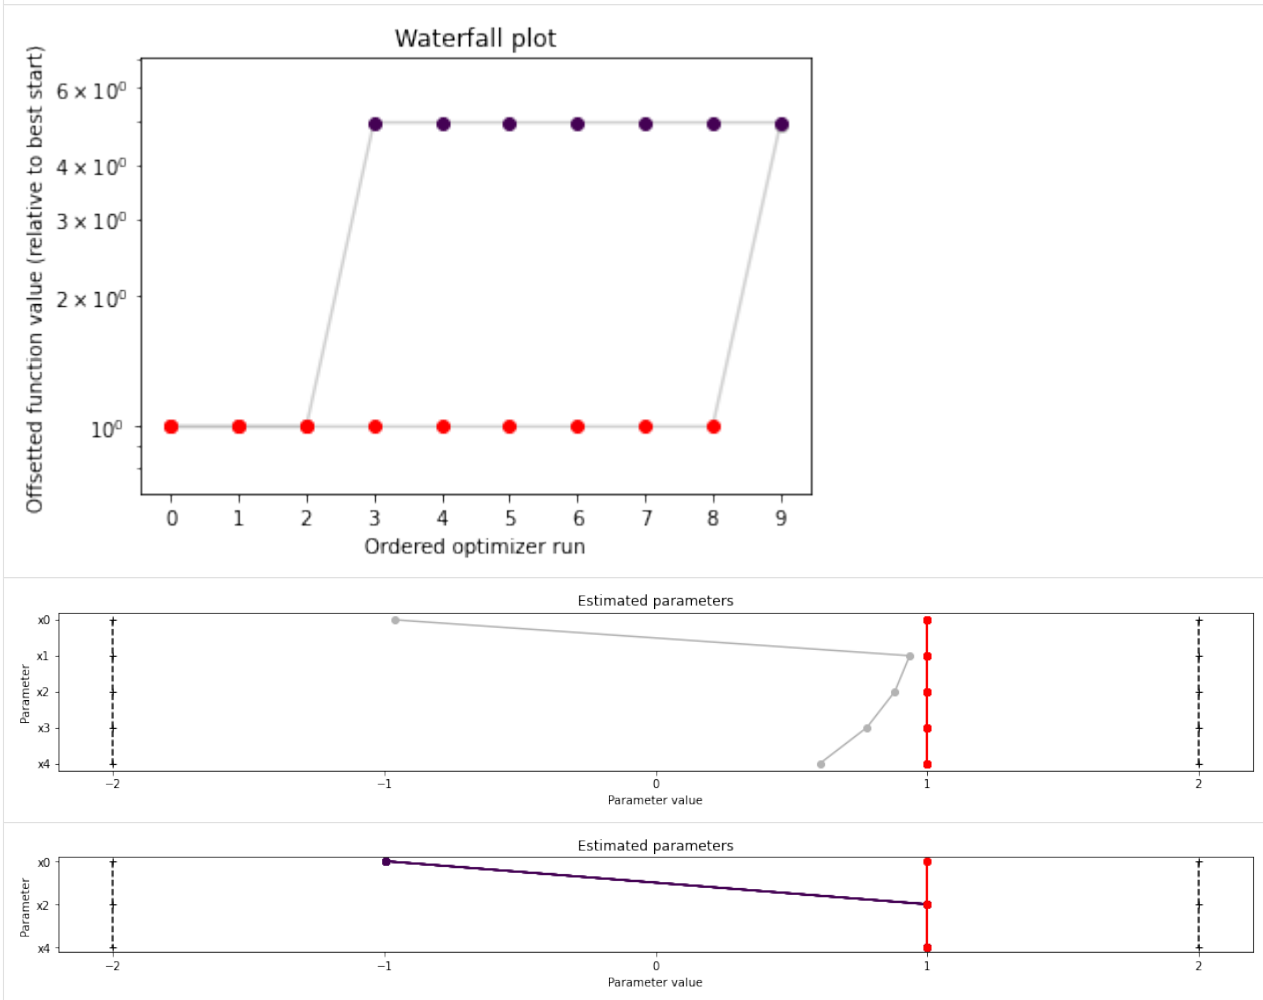 Waterfall plot
Offsetted function value (relative to best start)
6 × 10⁰
4 × 10⁰
3 × 10⁰
2 × 10⁰
10⁰
0 1 2 3 4 5 6 7 8 9
Ordered optimizer run
Estimated parameters
Parameter
x0
x1
x2
x3
x4
−2 −1 0 1 2
Parameter value
Estimated parameters
Parameter
x0
x2
x4
−2 −1 0 1 2
Parameter value